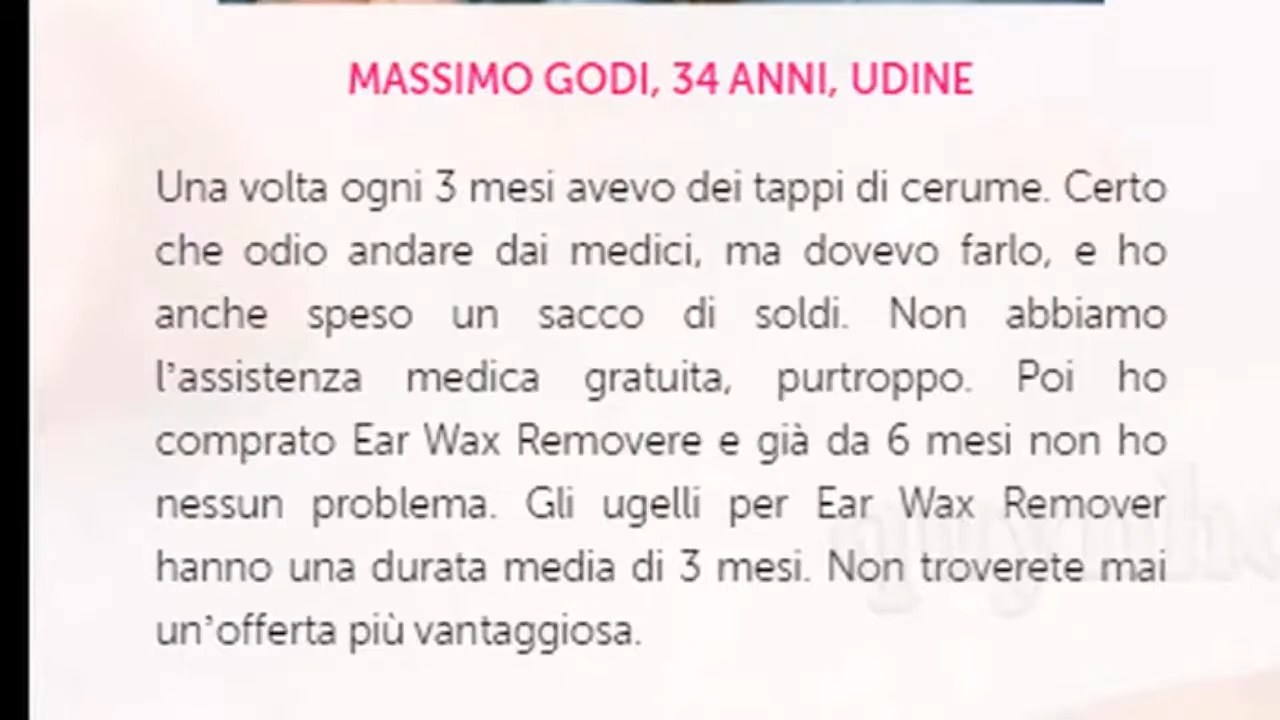 MASSIMO GODI, 34 ANNI, UDINE
Una volta ogni 3 mesi avevo dei tappi di cerume. Certo
che odio andare dai medici, ma dovevo farlo, e ho
anche speso un sacco di soldi. Non abbiamo
l’assistenza medica gratuita, purtroppo. Poi ho
comprato Ear Wax Removere e già da 6 mesi non ho
nessun problema. Gli ugelli per Ear Wax Remover
hanno una durata media di 3 mesi. Non troverete mai
un’offerta più vantaggiosa.